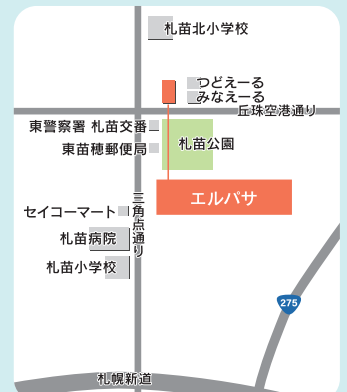 札苗北小学校
つどえーる
みなえーる
丘珠空港通り
東警察署 札苗交番
東苗穂郵便局
札苗公園
エルパサ
三角点通り
セイコーマート
札苗病院
札苗小学校
275
札幌新道